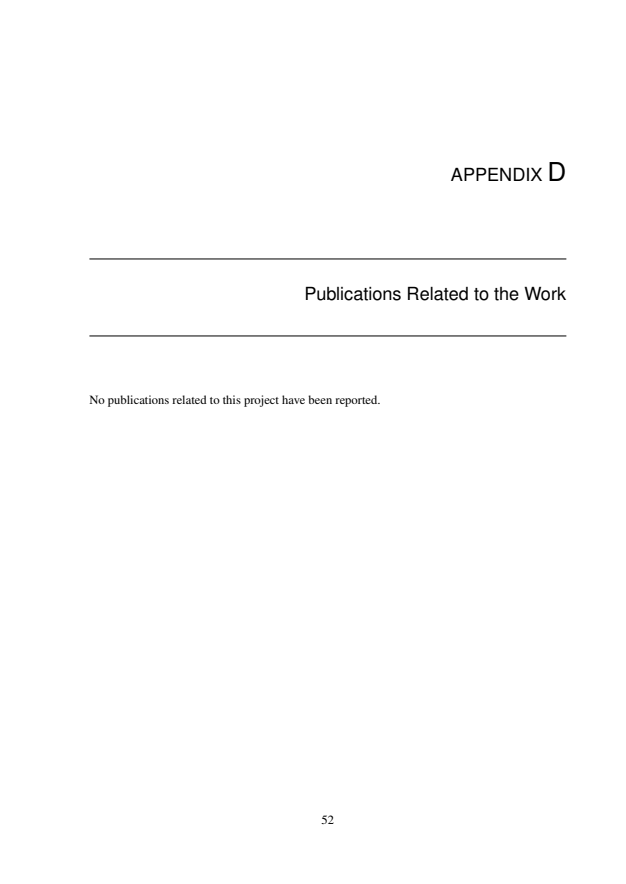 APPENDIX D
Publications Related to the Work
No publications related to this project have been reported.
52